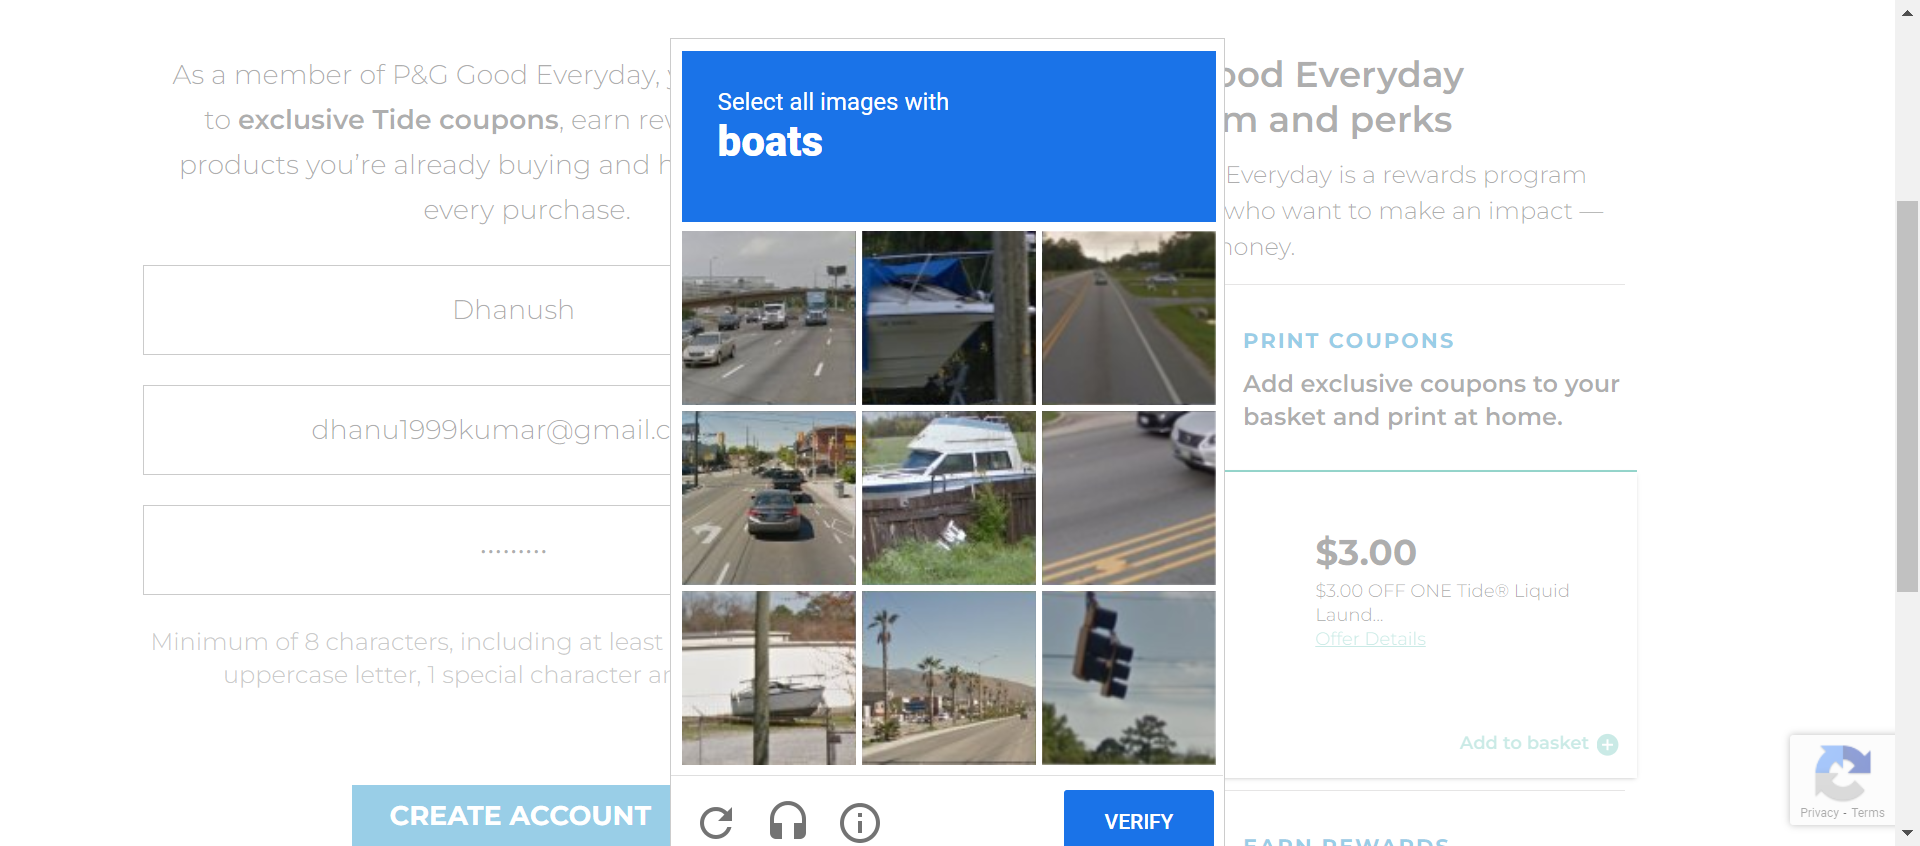 As a member of P&G Good Everyday,
to exclusive Tide coupons, earn
products you're already buying and
every purchase.
Dhanush
dhanu1999kumar@gmail.c
Minimum of 8 characters, including at least
uppercase letter, 1 special character
CREATE ACCOUNT
Select all images with
boats
VERIFY
Everyday
and perks
Everyday is a rewards program
who want to make an impact —
PRINT COUPONS
Add exclusive coupons to your
basket and print at home.
$3.00
$3.00 OFF ONE Tide® Liquid
Laund...
Offer Details
Add to basket
EARN REWARDS
Privacy - Terms